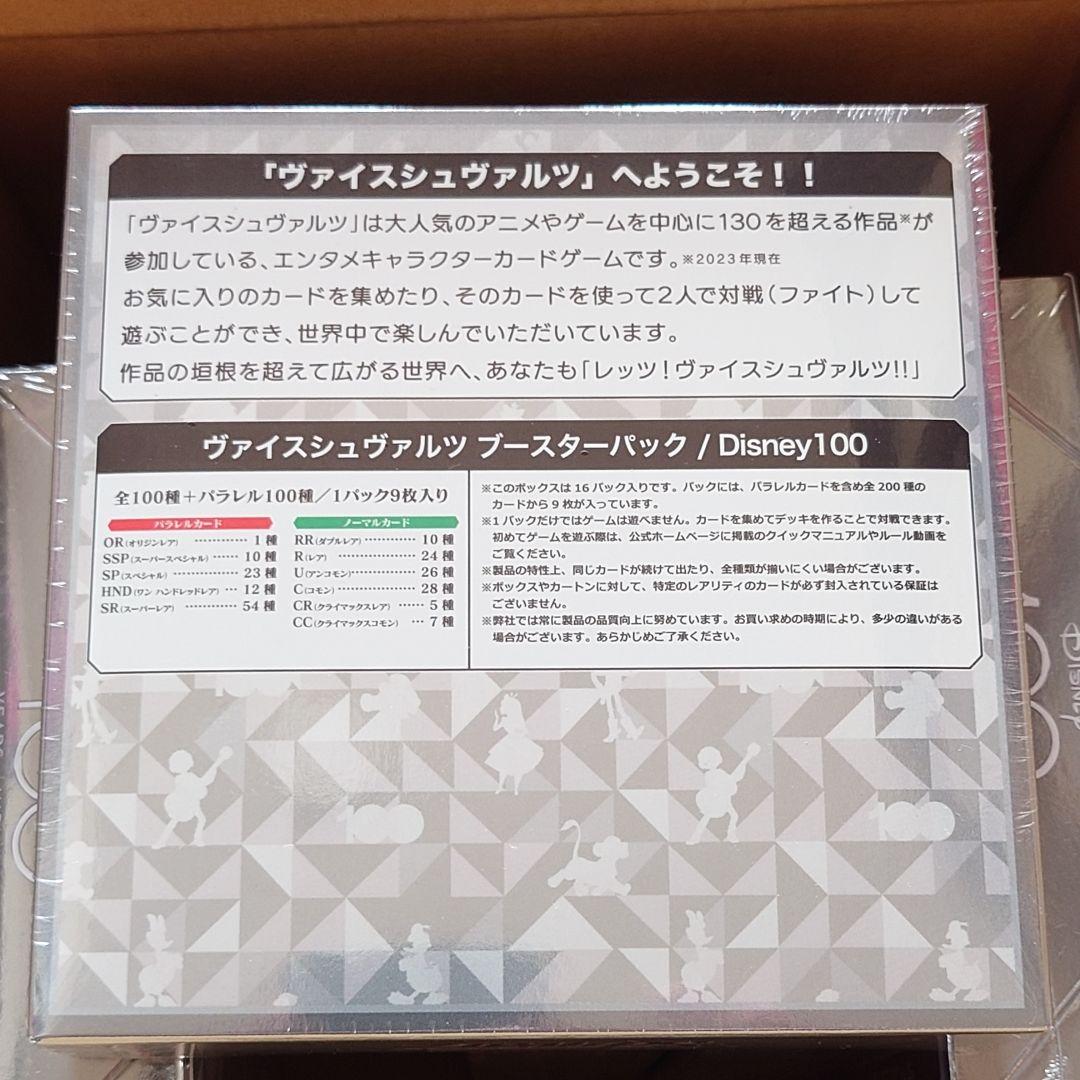 「ヴァイスシュヴァルツ」へようこそ！！
「ヴァイスシュヴァルツ」は大人気のアニメやゲームを中心に130を超える作品※が
参加している、エンタメキャラクターカードゲームです。※2023年現在
お気に入りのカードを集めたり、そのカードを使って2人で対戦（ファイト）して
遊ぶことができ、世界中で楽しんでいただいています。
作品の垣根を超えて広がる世界へ、あなたも「レッツ！ヴァイスシュヴァルツ!!」
ヴァイスシュヴァルツ ブースターパック / Disney100
全100種＋パラレル100種／1パック9枚入り
パラレルカード
OR(オリジンレア) ………… 1 種
SSP(スーパースペシャル) …… 10 種
SP(スペシャル) ………… 23 種
HND(ワン ハンドレッドレア) … 12 種
SR(スーパーレア) ………… 54 種
ノーマルカード
RR(ダブルレア) ………… 10 種
R(レア) ………… 24 種
U(アンコモン) ………… 26 種
C(コモン) ………… 28 種
CR(クライマックスレア) …… 5 種
CC(クライマックスコモン) … 7 種
※このボックスは 16 パック入りです。パックには、パラレルカードを含め全 200 種の
カードから 9 枚が入っています。
※1 パックだけではゲームは遊べません。カードを集めてデッキを作ることで対戦できます。
初めてゲームを遊ぶ際は、公式ホームページに掲載のクイックマニュアルやルール動画を
ご覧ください。
※製品の特性上、同じカードが続けて出たり、全種類が揃いにくい場合がございます。
※ボックスやカートンに対して、特定のレアリティのカードが必ず封入されている保証は
ございません。
※弊社では常に製品の品質向上に努めています。お買い求めの時期により、多少の違いがある
場合がございます。あらかじめご了承ください。
100
100
100
Disney
100
YEARS
100